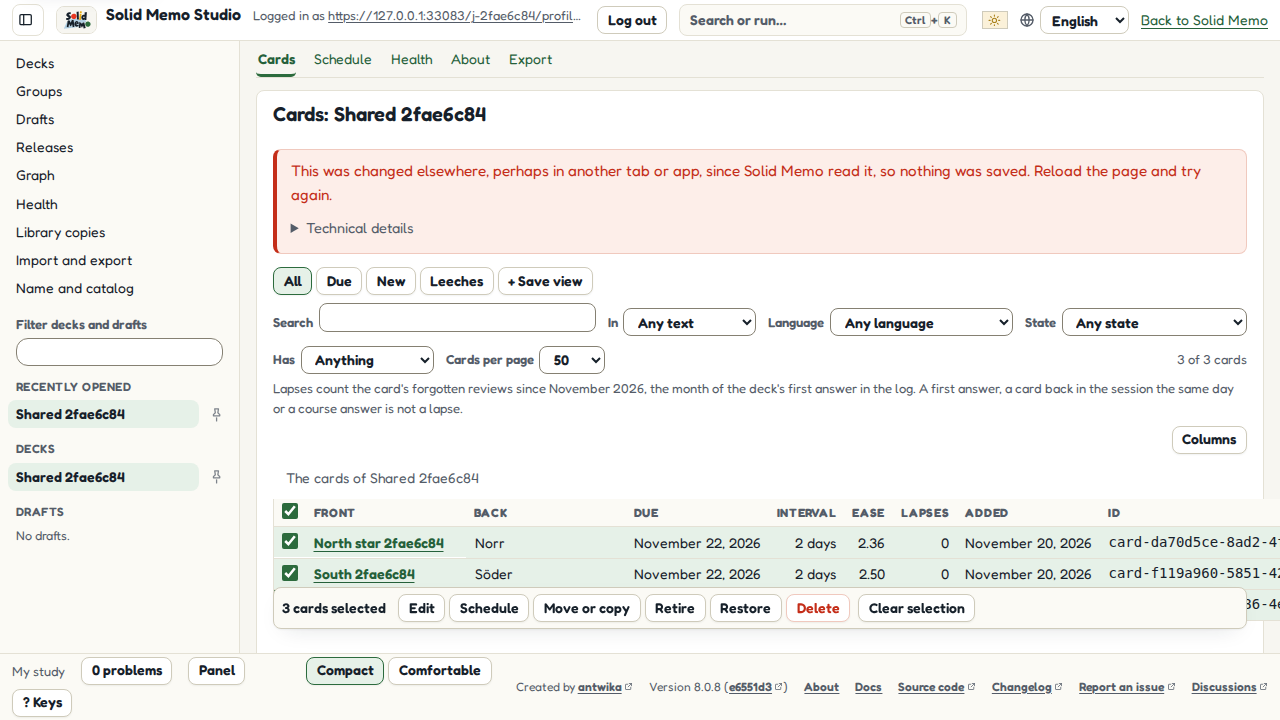 Solid Memo Studio
Logged in as https://127.0.0.1:33083/j-2fae6c84/profil...
Log out
Search or run...
Ctrl+K
English
Back to Solid Memo
Decks
Groups
Drafts
Releases
Graph
Health
Library copies
Import and export
Name and catalog
Filter decks and drafts
RECENTLY OPENED
Shared 2fae6c84
DECKS
Shared 2fae6c84
DRAFTS
No drafts.
Cards Schedule Health About Export
Cards: Shared 2fae6c84
This was changed elsewhere, perhaps in another tab or app, since Solid Memo read it, so nothing was saved. Reload the page and try
again.
Technical details
All Due New Leeches + Save view
Search In Any text Language Any language State Any state
Has Anything Cards per page 50 3 of 3 cards
Lapses count the card's forgotten reviews since November 2026, the month of the deck's first answer in the log. A first answer, a card back in the session the same day
or a course answer is not a lapse.
Columns
The cards of Shared 2fae6c84
FRONT BACK DUE INTERVAL EASE LAPSES ADDED ID
North star 2fae6c84 Norr November 22, 2026 2 days 2.36 0 November 20, 2026 card-da70d5ce-8ad2-4
South 2fae6c84 Söder November 22, 2026 2 days 2.50 0 November 20, 2026 card-f119a960-5851-42
3 cards selected Edit Schedule Move or copy Retire Restore Delete Clear selection
My study 0 problems Panel Compact Comfortable
? Keys
Created by antwika Version 8.0.8 (e6551d3) About Docs Source code Changelog Report an issue Discussions